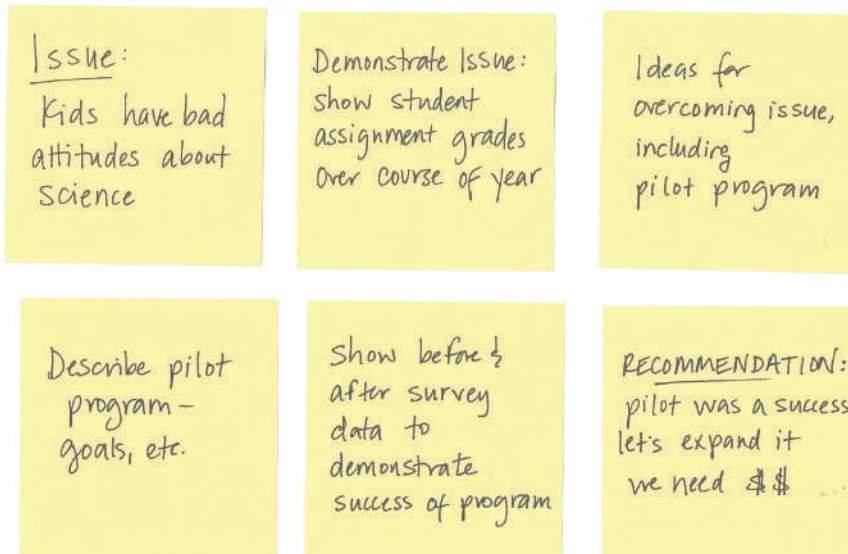 Issue:
Kids have bad
attitudes about
science
Demonstrate Issue:
show student
assignment grades
over course of year
Ideas for
overcoming issue,
including
pilot program
Describe pilot
program –
goals, etc.
Show before &
after survey
data to
demonstrate
success of program
RECOMMENDATION:
pilot was a success
let's expand it
we need $$